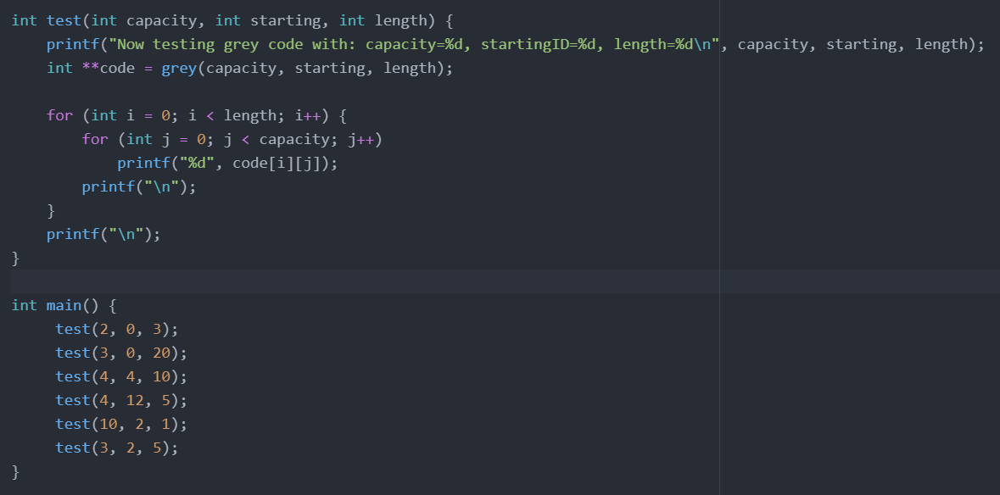 int test(int capacity, int starting, int length) {
    printf("Now testing grey code with: capacity=%d, startingID=%d, length=%d\n", capacity, starting, length);
    int **code = grey(capacity, starting, length);

    for (int i = 0; i < length; i++) {
        for (int j = 0; j < capacity; j++)
            printf("%d", code[i][j]);
        printf("\n");
    }
    printf("\n");
}

int main() {
     test(2, 0, 3);
     test(3, 0, 20);
     test(4, 4, 10);
     test(4, 12, 5);
     test(10, 2, 1);
     test(3, 2, 5);
}